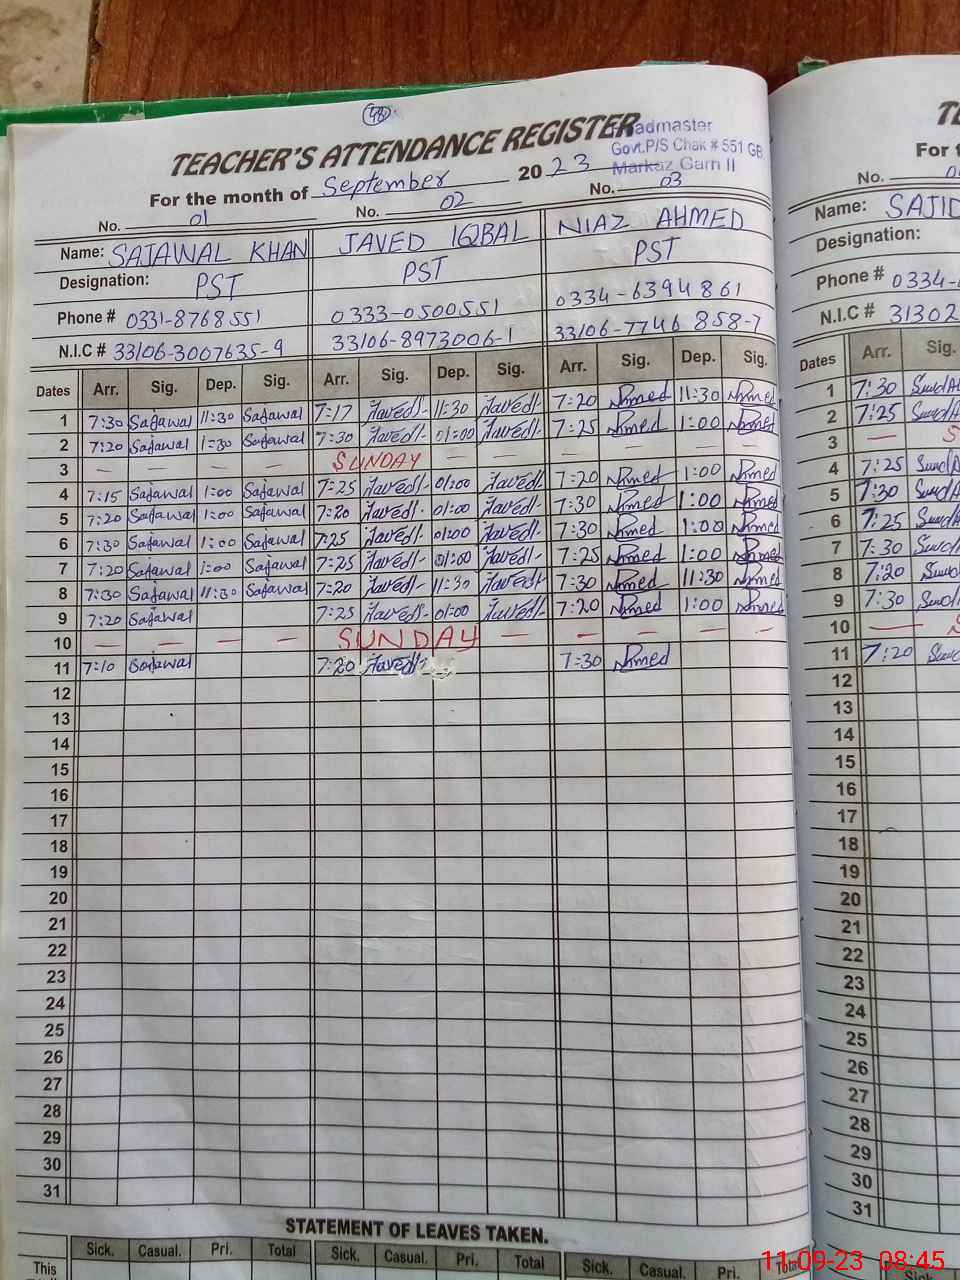 48
TEACHER'S ATTENDANCE REGISTER
Headmaster
Govt.P/S Chak # 551 GB,
Markaz Garh II
For the month of September 2023
No. 01 No. 02 No. 03
Name: SAJAWAL KHAN JAVED IQBAL NIAZ AHMED
Designation: PST PST PST
Phone # 0331-8768551 0333-0500551 0334-6394861
N.I.C # 33106-3007635-9 33106-8973006-1 33106-7746858-7
Dates Arr. Sig. Dep. Sig. Arr. Sig. Dep. Sig. Arr. Sig. Dep. Sig.
1 7:30 Sajawal 11:30 Sajawal 7:17 Javed 11:30 Javed 7:20 Ahmed 11:30 Ahmed
2 7:20 Sajawal 1:30 Sajawal 7:30 Javed 01:00 Javed 7:25 Ahmed 1:00 Ahmed
3 — — — — SUNDAY — — — — — —
4 7:15 Sajawal 1:00 Sajawal 7:25 Javed 01:00 Javed 7:20 Ahmed 1:00 Ahmed
5 7:20 Sajawal 1:00 Sajawal 7:20 Javed 01:00 Javed 7:30 Ahmed 1:00 Ahmed
6 7:30 Sajawal 1:00 Sajawal 7:25 Javed 01:00 Javed 7:30 Ahmed 1:00 Ahmed
7 7:20 Sajawal 1:00 Sajawal 7:25 Javed 01:00 Javed 7:25 Ahmed 1:00 Ahmed
8 7:30 Sajawal 11:30 Sajawal 7:20 Javed 11:30 Javed 7:30 Ahmed 11:30 Ahmed
9 7:20 Sajawal 7:25 Javed 01:00 Javed 7:20 Ahmed 1:00 Ahmed
10 — — — — SUNDAY — — — — —
11 7:10 Sajawal 7:20 Javed 7:30 Ahmed
12
13
14
15
16
17
18
19
20
21
22
23
24
25
26
27
28
29
30
31
STATEMENT OF LEAVES TAKEN.
Sick. Casual. Pri. Total Sick. Casual. Pri. Total Sick. Casual. Pri. Total
This
For t
No.
Name: SAJID
Designation:
Phone # 0334-
N.I.C # 31302
Dates Arr. Sig.
1 7:30
2 7:25
3 — S
4 7:25
5 7:30
6 7:25
7 7:30
8 7:20
9 7:30
10 — S
11 7:20
12
13
14
15
16
17
18
19
20
21
22
23
24
25
26
27
28
29
30
31
Sick
11-09-23 08:45